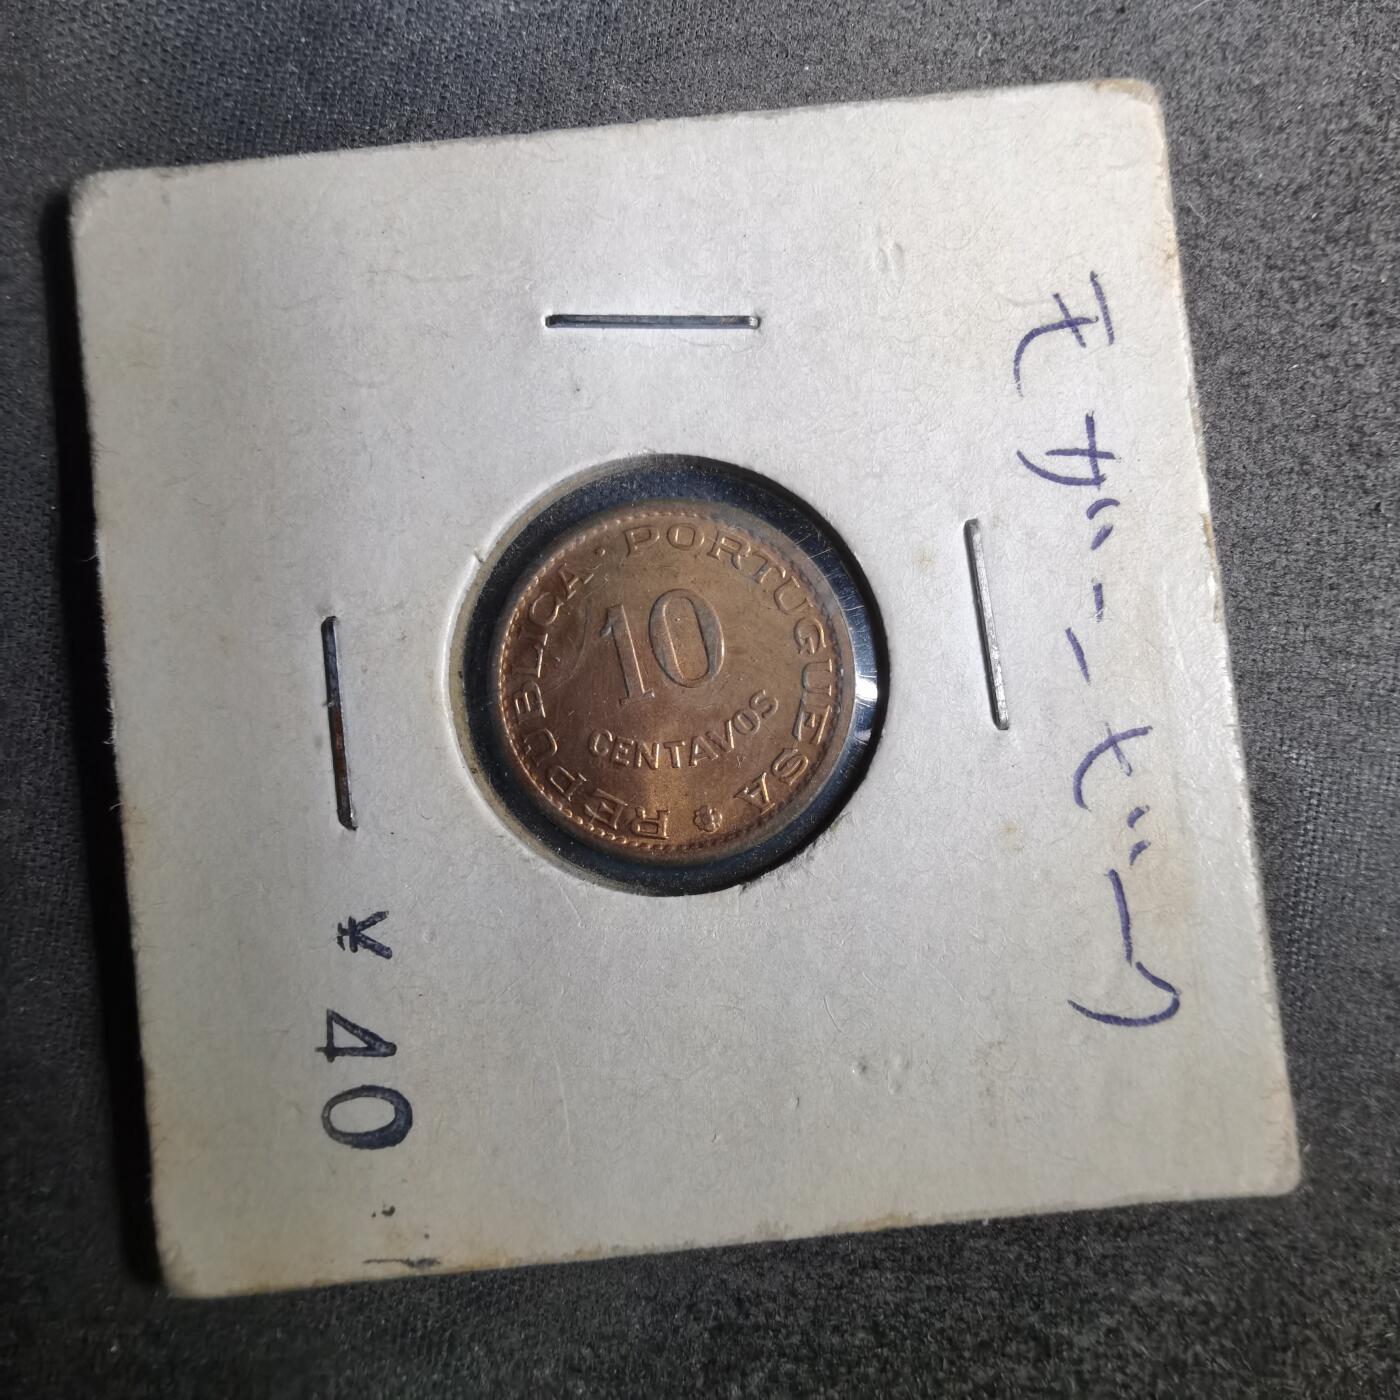 モザンビーク
REPUBLICA · PORTUGUESA
10
CENTAVOS
¥40